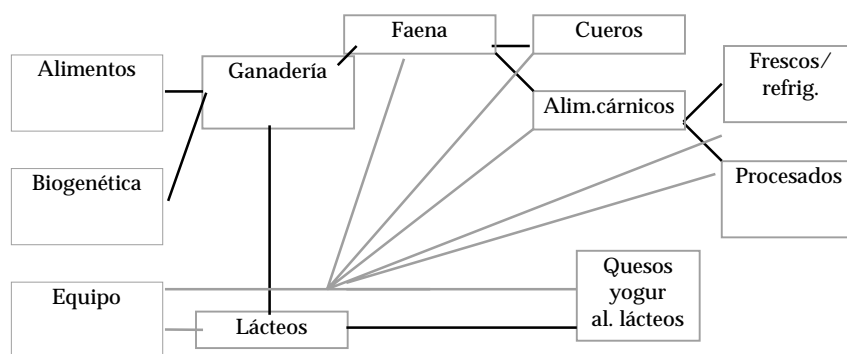 Faena
Cueros
Alimentos
Ganadería
Frescos/
refrig.
Alim.cárnicos
Biogenética
Procesados
Equipo
Lácteos
Quesos
yogur
al. lácteos